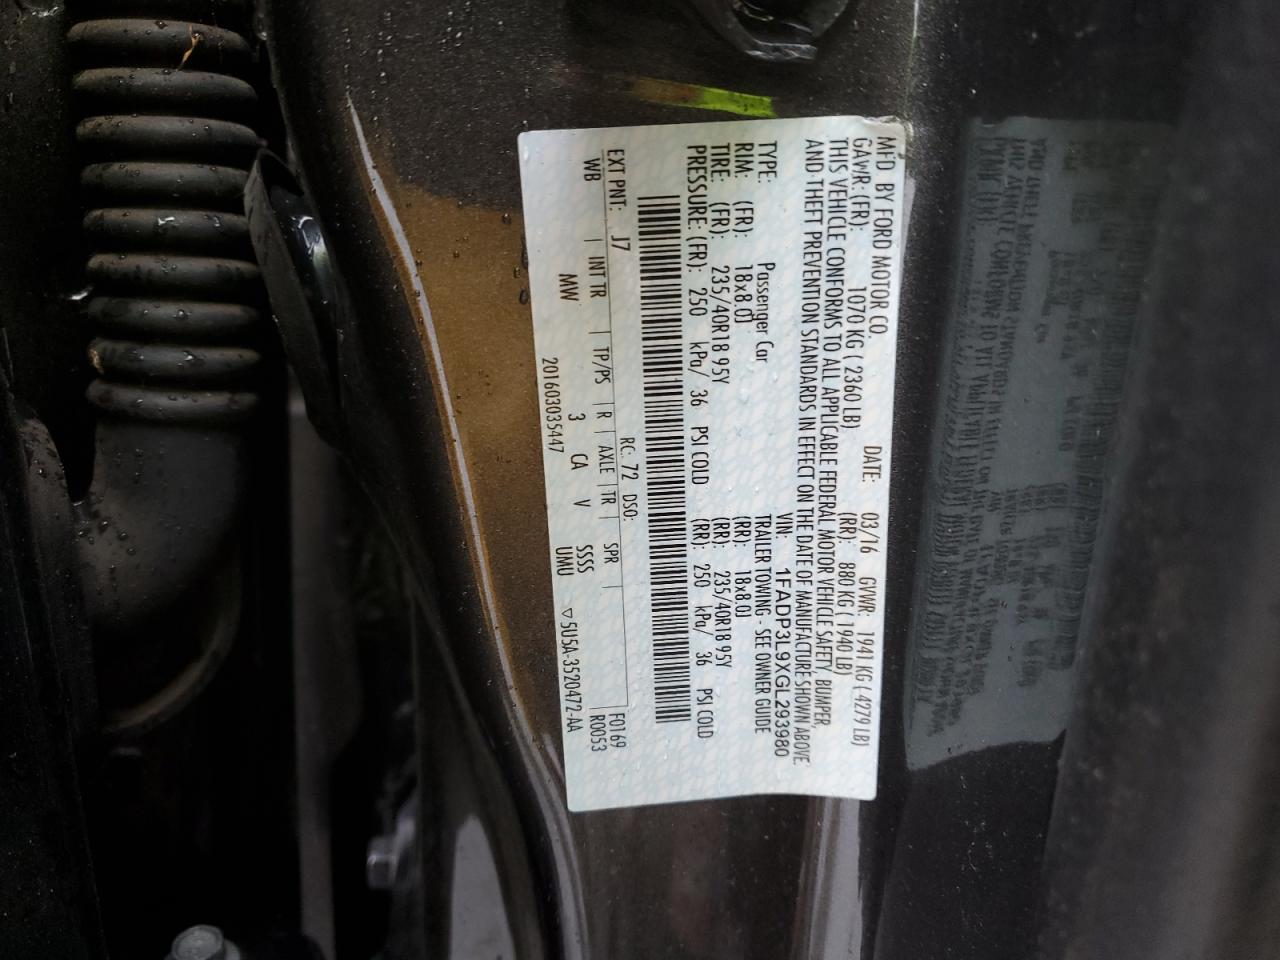 MFD BY FORD MOTOR CO.
DATE: 03/16 GVWR: 1941 KG (4279 LB)
GAWR: (FR): 1070 KG (2360 LB) (RR): 880 KG (1940 LB)
THIS VEHICLE CONFORMS TO ALL APPLICABLE FEDERAL MOTOR VEHICLE SAFETY, BUMPER,
AND THEFT PREVENTION STANDARDS IN EFFECT ON THE DATE OF MANUFACTURE SHOWN ABOVE.
VIN: 1FADP3L9XGL293980
TYPE: Passenger Car TRAILER TOWING - SEE OWNER GUIDE
RIM: (FR): 18x8.0J (RR): 18x8.0J
TIRE: (FR): 235/40R18 95Y (RR): 235/40R18 95Y
PRESSURE: (FR): 250 kPa/ 36 PSI COLD (RR): 250 kPa/ 36 PSI COLD
RC: 72 DSO: F0169
EXT PNT: J7 R0053
WB | INT TR | TP/PS | R | AXLE | TR | SPR |
MW 3 CA V SSSS ▽5U5A-3520472-AA
20160303S447 UMU